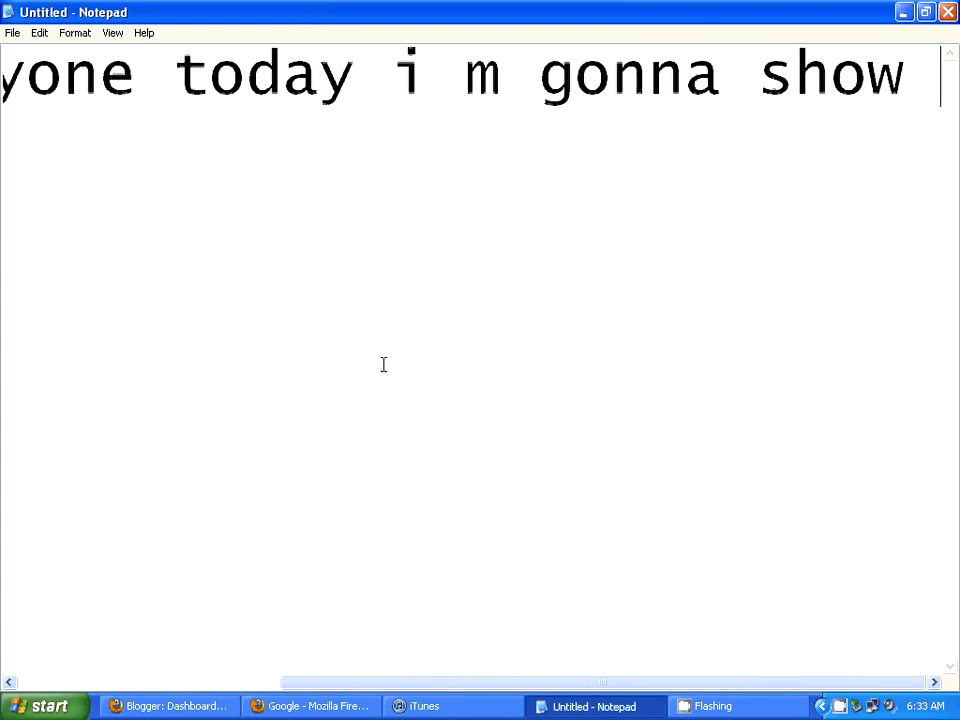 Untitled - Notepad
File Edit Format View Help
yone today i m gonna show
start Blogger: Dashboard... Google - Mozilla Fire... iTunes Untitled - Notepad Flashing 6:33 AM